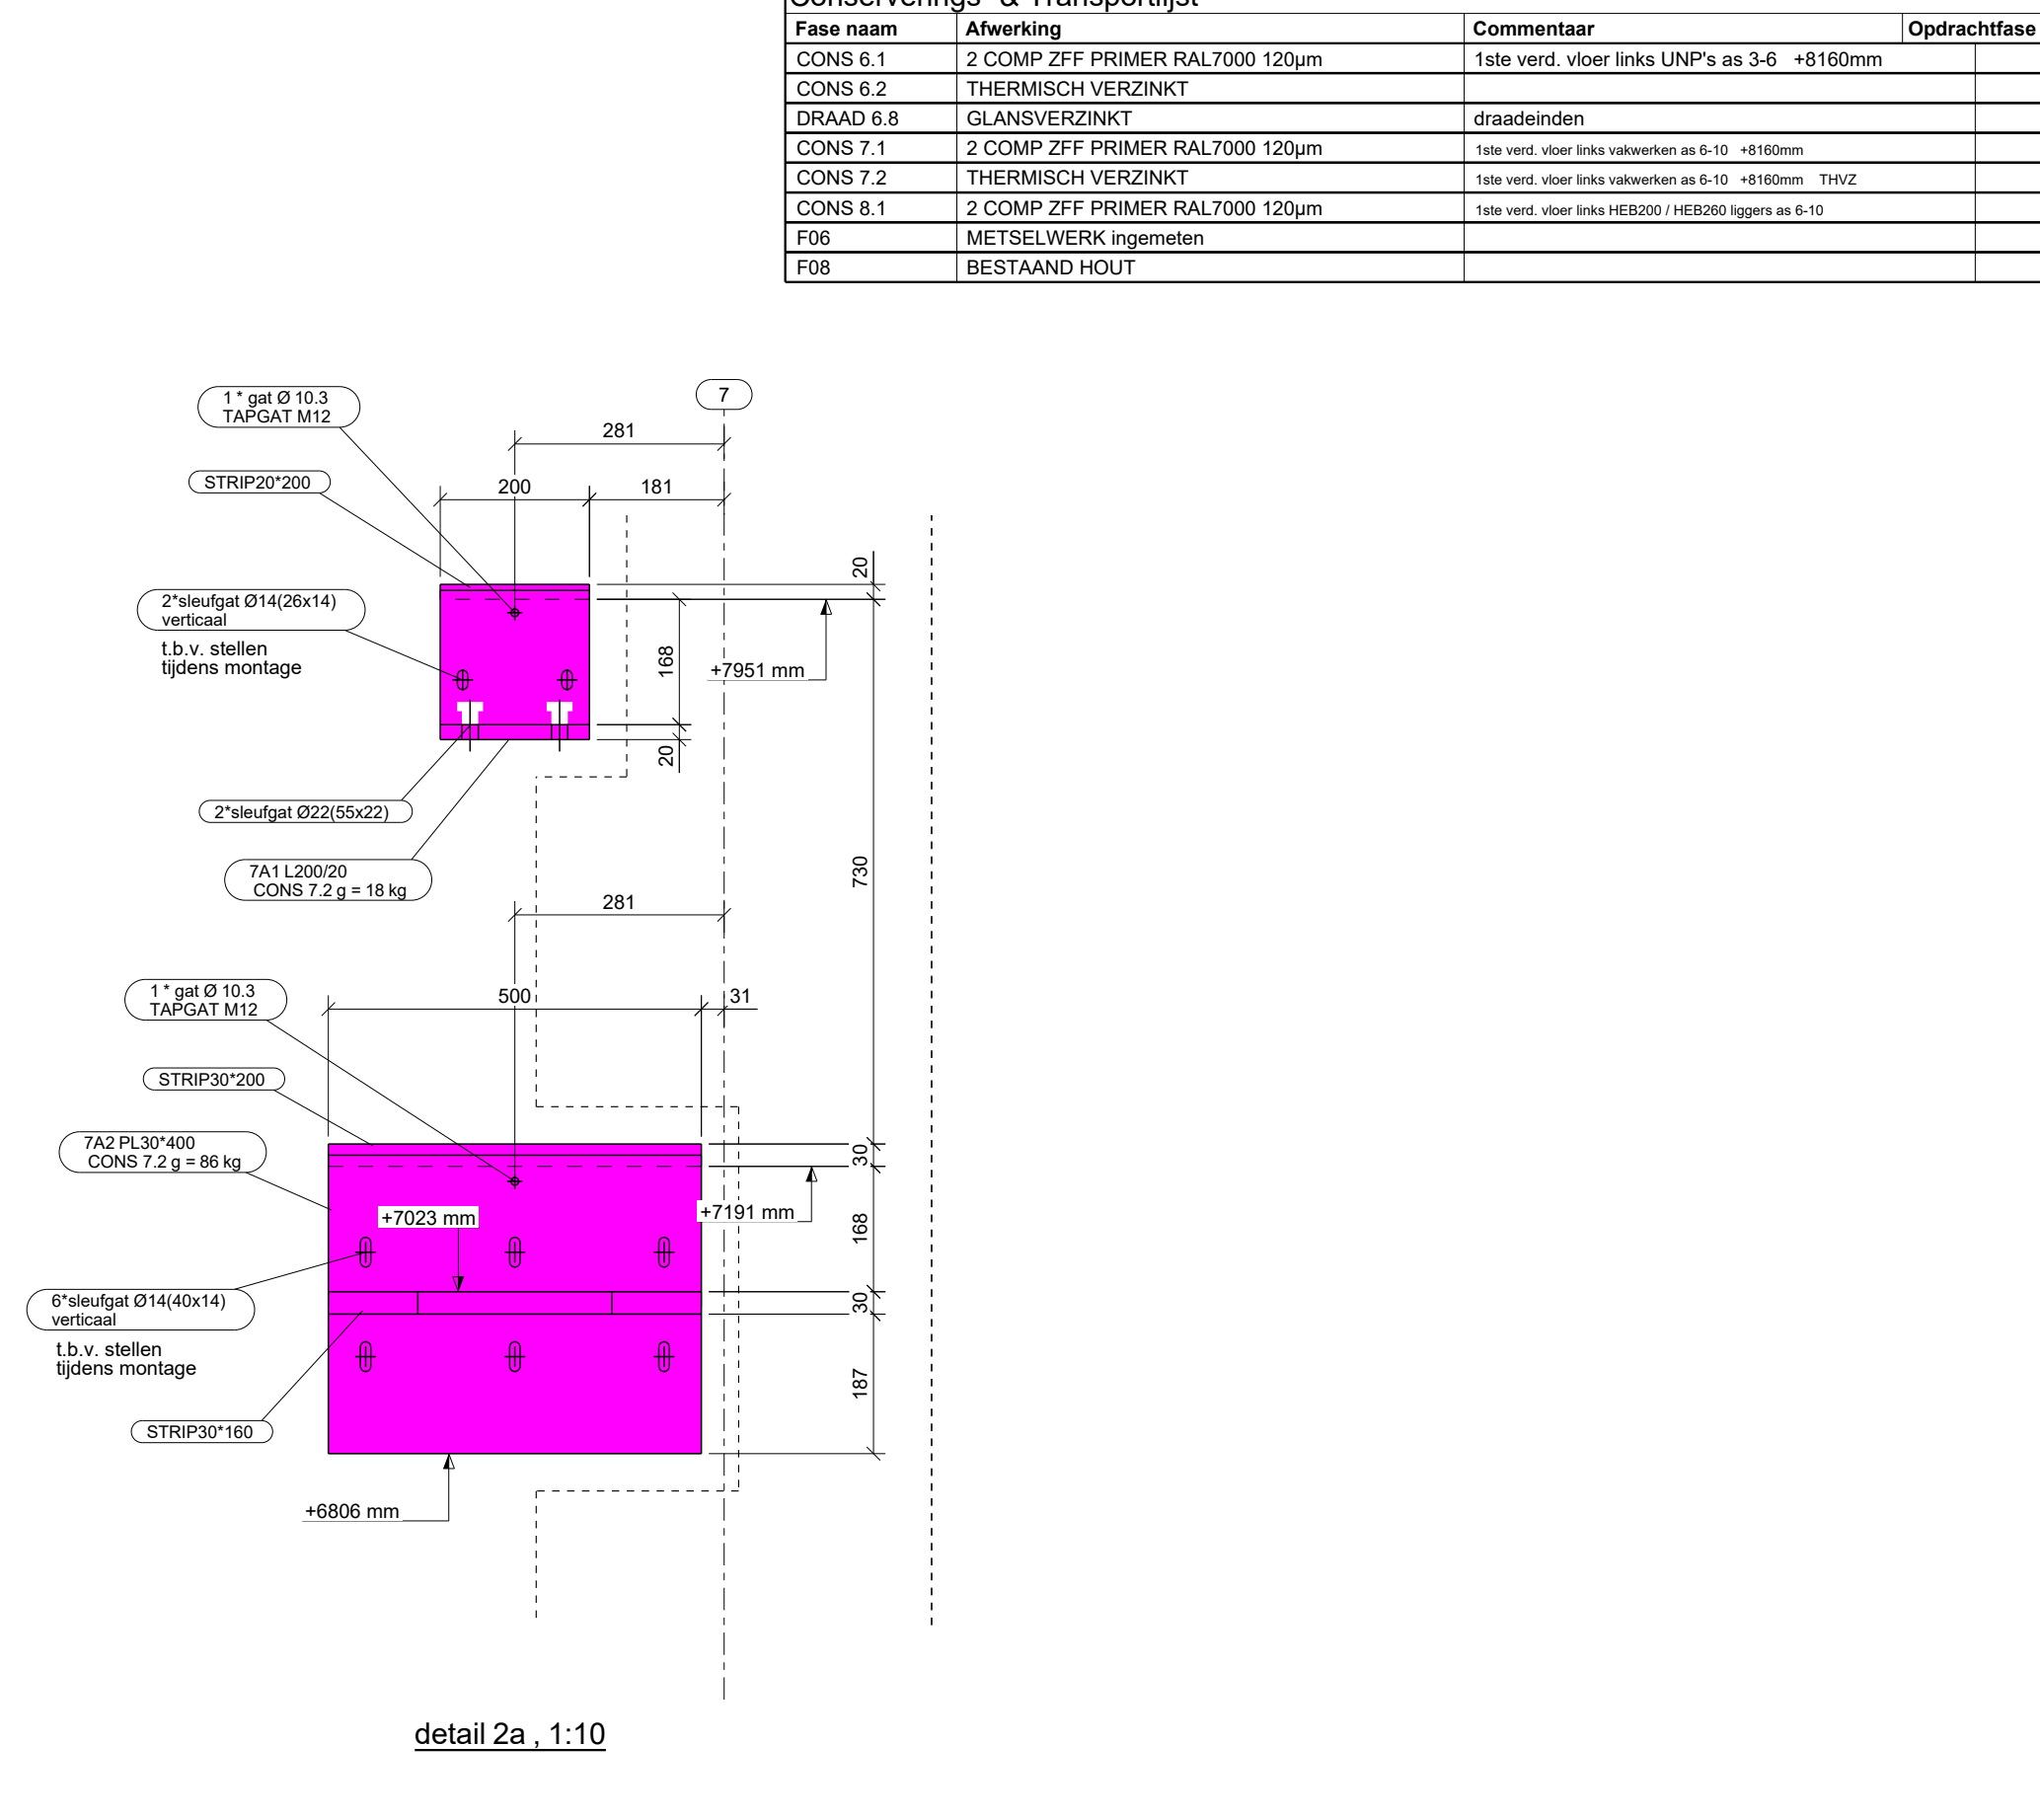 Conserverings- & Transportlijst
Fase naam Afwerking Commentaar Opdrachtfase
CONS 6.1 2 COMP ZFF PRIMER RAL7000 120µm 1ste verd. vloer links UNP's as 3-6 +8160mm
CONS 6.2 THERMISCH VERZINKT
DRAAD 6.8 GLANSVERZINKT draadeinden
CONS 7.1 2 COMP ZFF PRIMER RAL7000 120µm 1ste verd. vloer links vakwerken as 6-10 +8160mm
CONS 7.2 THERMISCH VERZINKT 1ste verd. vloer links vakwerken as 6-10 +8160mm THVZ
CONS 8.1 2 COMP ZFF PRIMER RAL7000 120µm 1ste verd. vloer links HEB200 / HEB260 liggers as 6-10
F06 METSELWERK ingemeten
F08 BESTAAND HOUT
1 * gat Ø 10.3
TAPGAT M12
7
281
STRIP20*200
200
181
20
2*sleufgat Ø14(26x14)
verticaal
t.b.v. stellen
tijdens montage
168
+7951 mm
20
2*sleufgat Ø22(55x22)
7A1 L200/20
CONS 7.2 g = 18 kg
730
281
1 * gat Ø 10.3
TAPGAT M12
500
31
STRIP30*200
7A2 PL30*400
CONS 7.2 g = 86 kg
30
+7023 mm
+7191 mm
168
6*sleufgat Ø14(40x14)
verticaal
30
t.b.v. stellen
tijdens montage
187
STRIP30*160
+6806 mm
detail 2a , 1:10